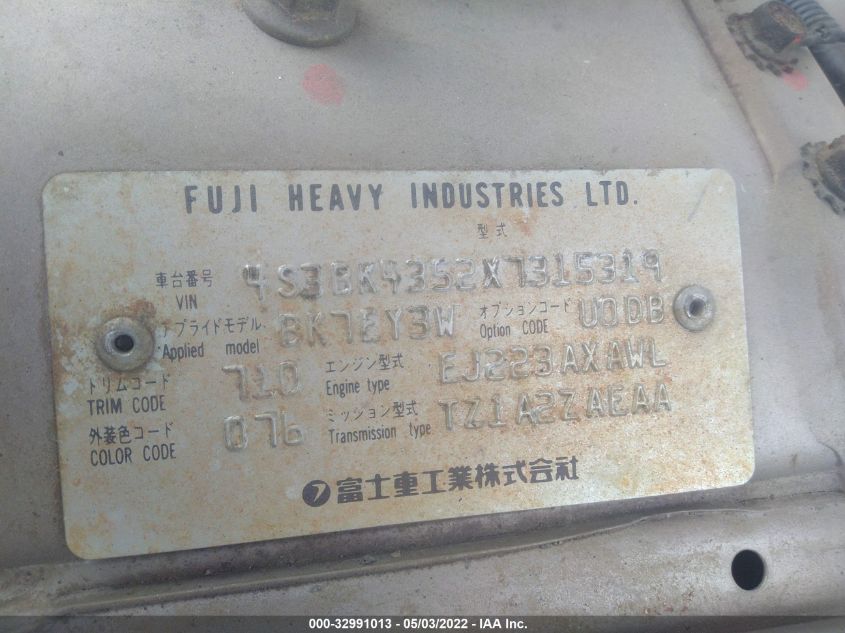 FUJI HEAVY INDUSTRIES LTD.
型式
車台番号 4S3BK4352X7315319
VIN
アプライドモデル BK7EY3W オプションコード U0DB
Applied model Option CODE
トリムコード 710 エンジン型式 EJ223AXAWL
TRIM CODE Engine type
外装色コード 076 ミッション型式 TZ1A2ZAEAA
COLOR CODE Transmission type
富士重工業株式会社
000-32991013 - 05/03/2022 - IAA Inc.